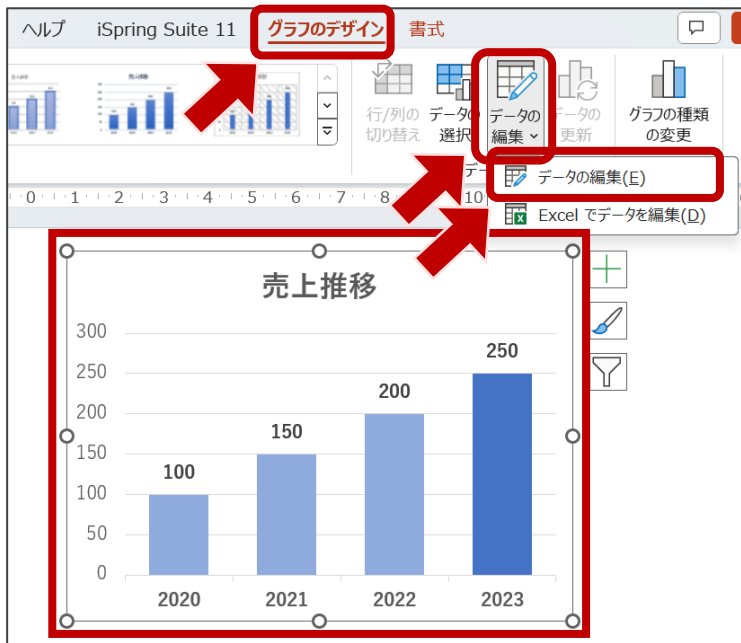 ヘルプ iSpring Suite 11 グラフのデザイン 書式
売上推移
行/列の
切り替え
データの
選択
データの
編集
データの
更新
グラフの種類
の変更
データの編集(E)
Excel でデータを編集(D)
0 1 2 3 4 5 6 7 8 10
売上推移
300
250
200
150
100
50
0
100
150
200
250
2020 2021 2022 2023